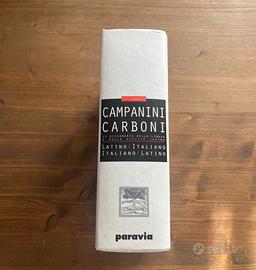 CAMPANINI
CARBONI
LATINO / ITALIANO
ITALIANO / LATINO
paravia